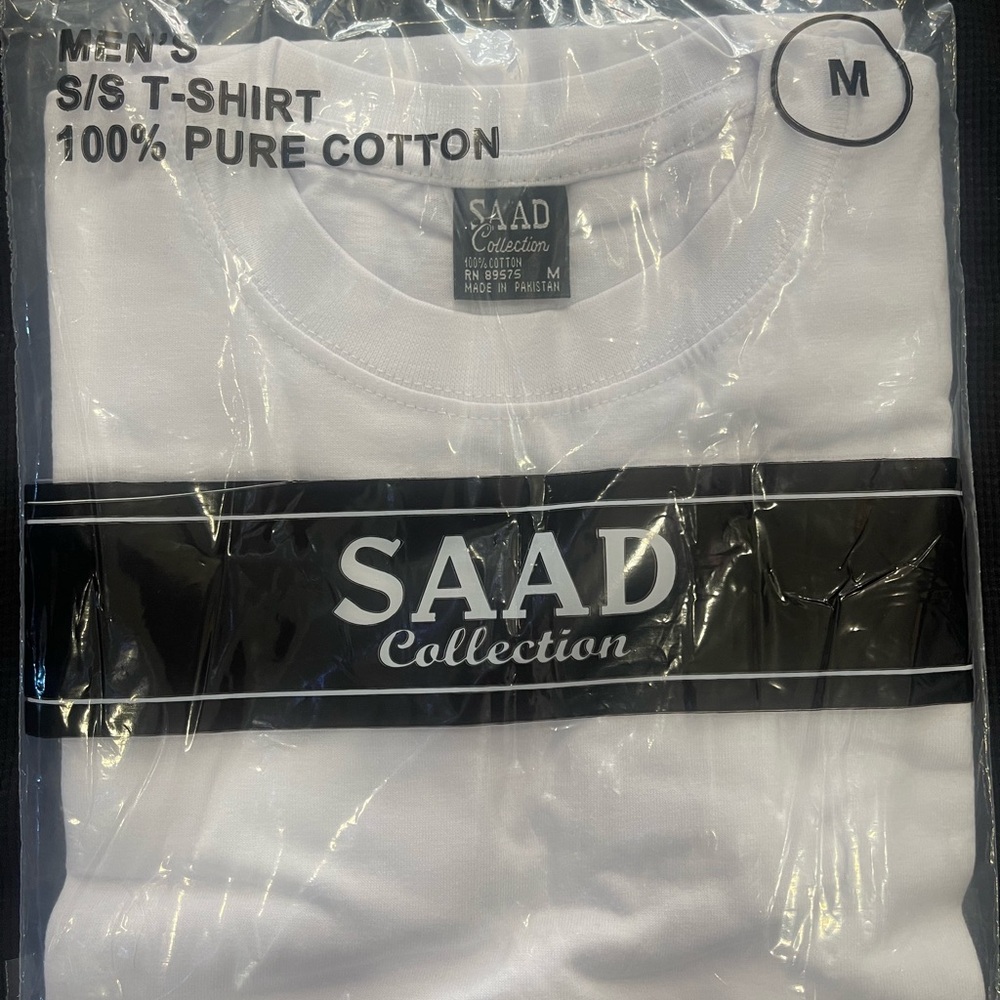 MEN'S
S/S T-SHIRT
100% PURE COTTON
M
SAAD
Collection
100% COTTON
RN 89575 M
MADE IN PAKISTAN
SAAD
Collection